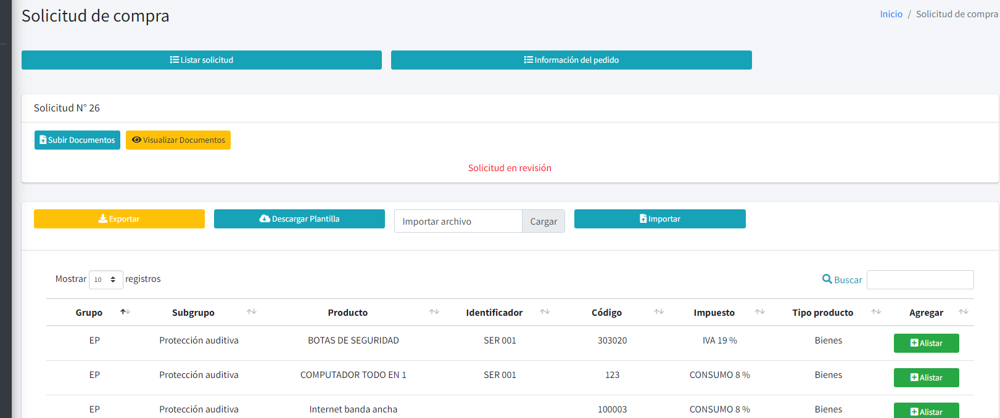 Solicitud de compra
Inicio / Solicitud de compra
Listar solicitud
Información del pedido
Solicitud N° 26
Subir Documentos
Visualizar Documentos
Solicitud en revisión
Exportar
Descargar Plantilla
Importar archivo Cargar
Importar
Mostrar 10 registros
Buscar
Grupo Subgrupo Producto Identificador Código Impuesto Tipo producto Agregar
EP Protección auditiva BOTAS DE SEGURIDAD SER 001 303020 IVA 19 % Bienes Alistar
EP Protección auditiva COMPUTADOR TODO EN 1 SER 001 123 CONSUMO 8 % Bienes Alistar
EP Protección auditiva Internet banda ancha 100003 CONSUMO 8 % Bienes Alistar